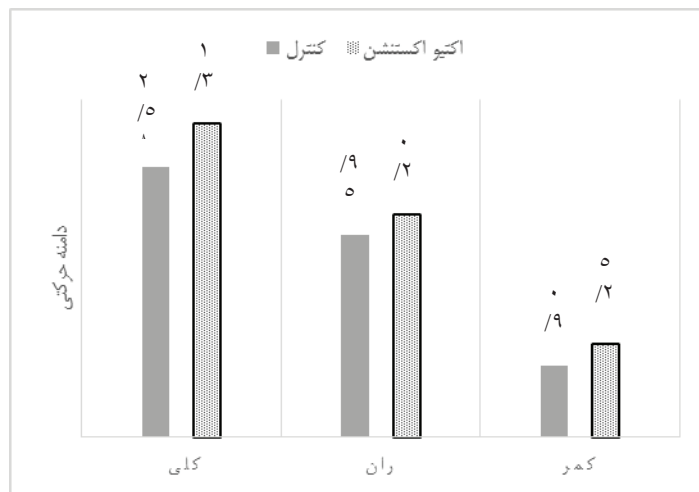 کنترل اکتیو اکستنشن
۲
/۵
۸
۱
/۳
/۹
۵
۰
/۲
۰
/۹
۵
/۲
دامنه حرکتی
کلی
ران
کمر